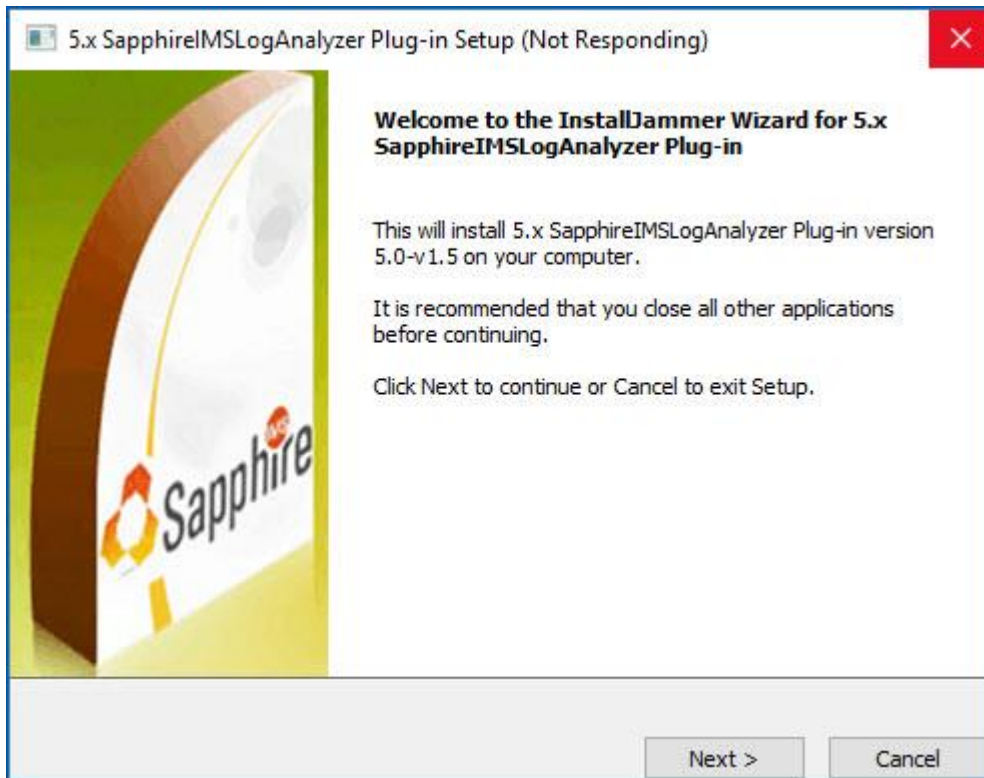 5.x SapphireIMSLogAnalyzer Plug-in Setup (Not Responding)
Welcome to the InstallJammer Wizard for 5.x
SapphireIMSLogAnalyzer Plug-in
This will install 5.x SapphireIMSLogAnalyzer Plug-in version
5.0-v1.5 on your computer.
It is recommended that you close all other applications
before continuing.
Click Next to continue or Cancel to exit Setup.
IMS
Sapphire
Next >
Cancel